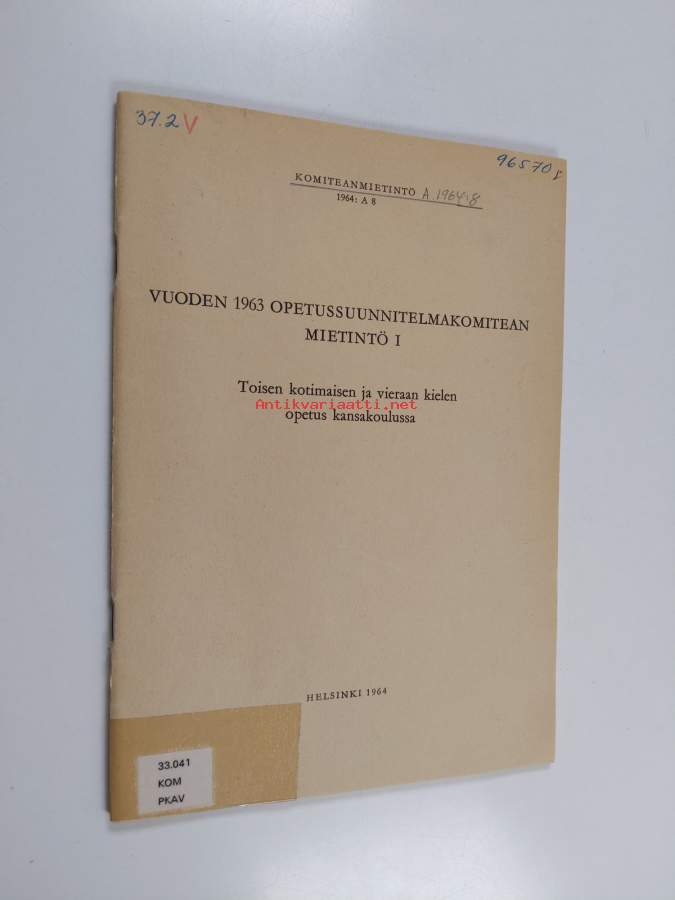 37.2 V
96570
KOMITEANMIETINTÖ A.1964:8
1964: A 8
VUODEN 1963 OPETUSSUUNNITELMAKOMITEAN
MIETINTÖ I
Toisen kotimaisen ja vieraan kielen
Antikvariaatti.net
opetus kansakoulussa
HELSINKI 1964
33.041
KOM
PKAV